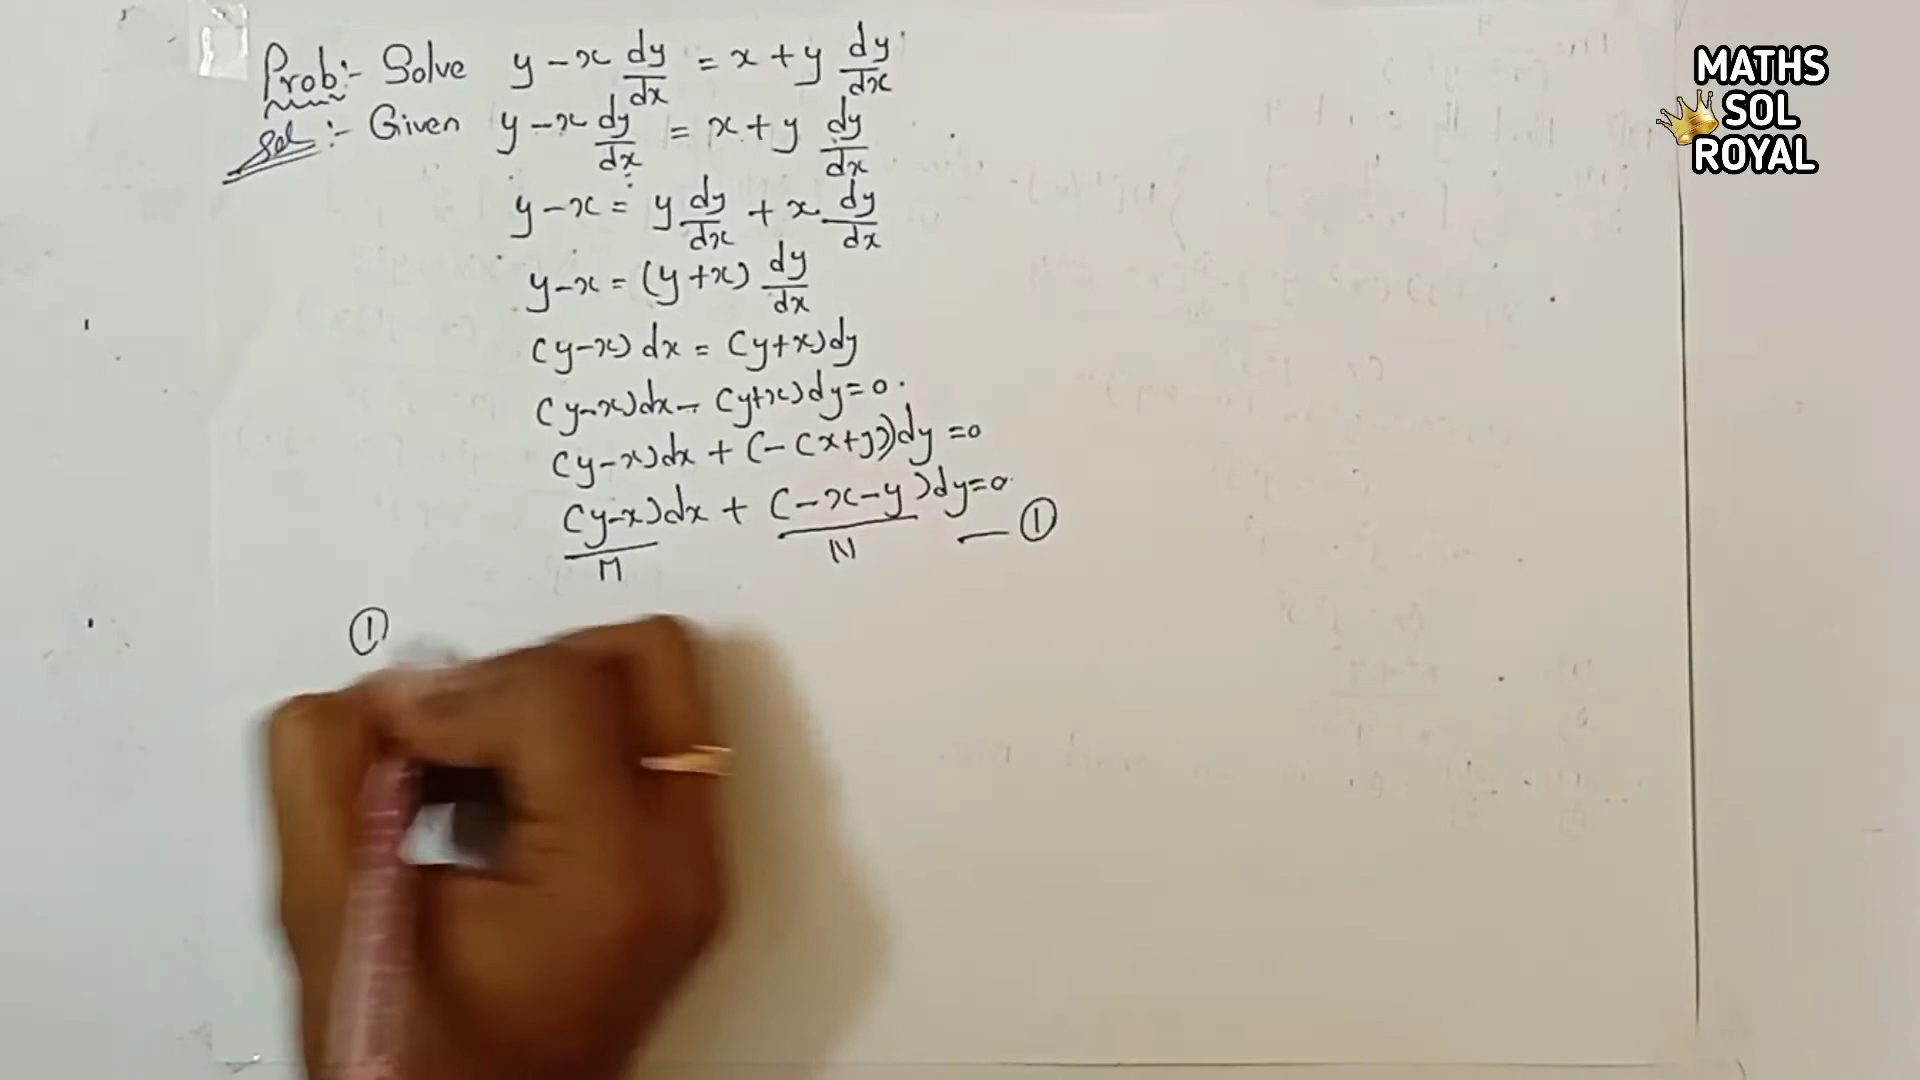 Prob:- Solve y - x dy/dx = x + y dy/dx
Sol:- Given y - x dy/dx = x + y dy/dx
y - x = y dy/dx + x dy/dx
y - x = (y + x) dy/dx
(y-x) dx = (y+x) dy
(y-x)dx - (y+x)dy = 0.
(y-x)dx + (-(x+y))dy = 0
(y-x)dx + (-x-y)dy = 0. — ①
M N
①
MATHS
SOL
ROYAL